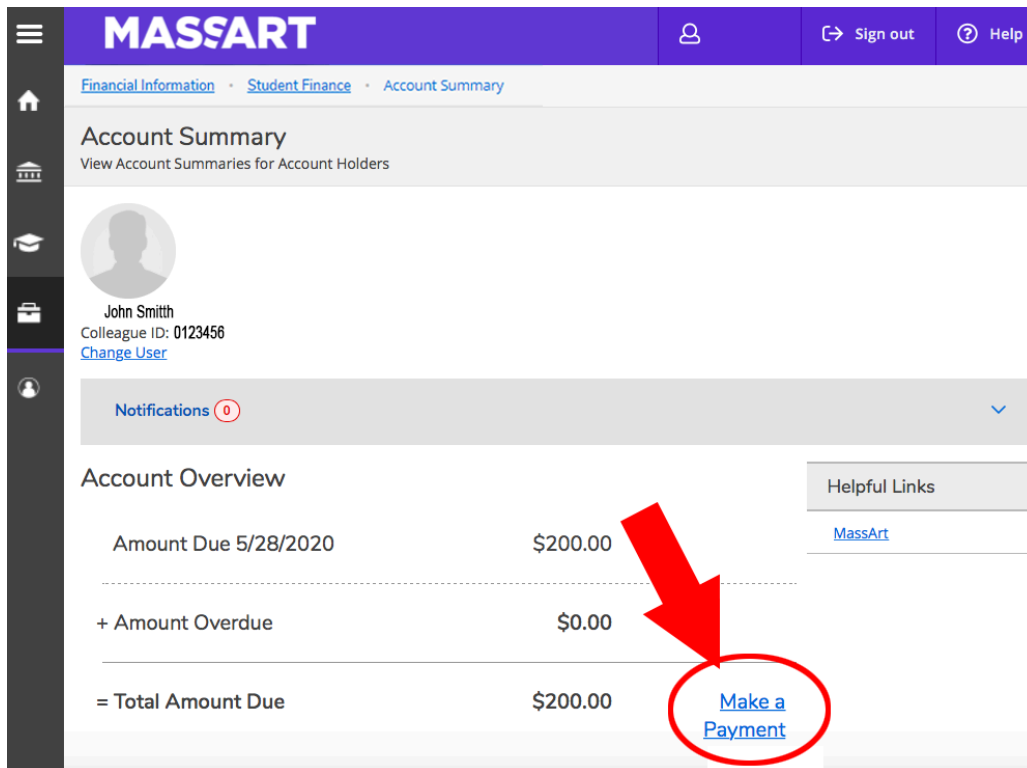 MASSART
Sign out
Help
Financial Information • Student Finance • Account Summary
Account Summary
View Account Summaries for Account Holders
John Smitth
Colleague ID: 0123456
Change User
Notifications 0
Account Overview
Helpful Links
MassArt
Amount Due 5/28/2020 $200.00
+ Amount Overdue $0.00
= Total Amount Due $200.00
Make a
Payment